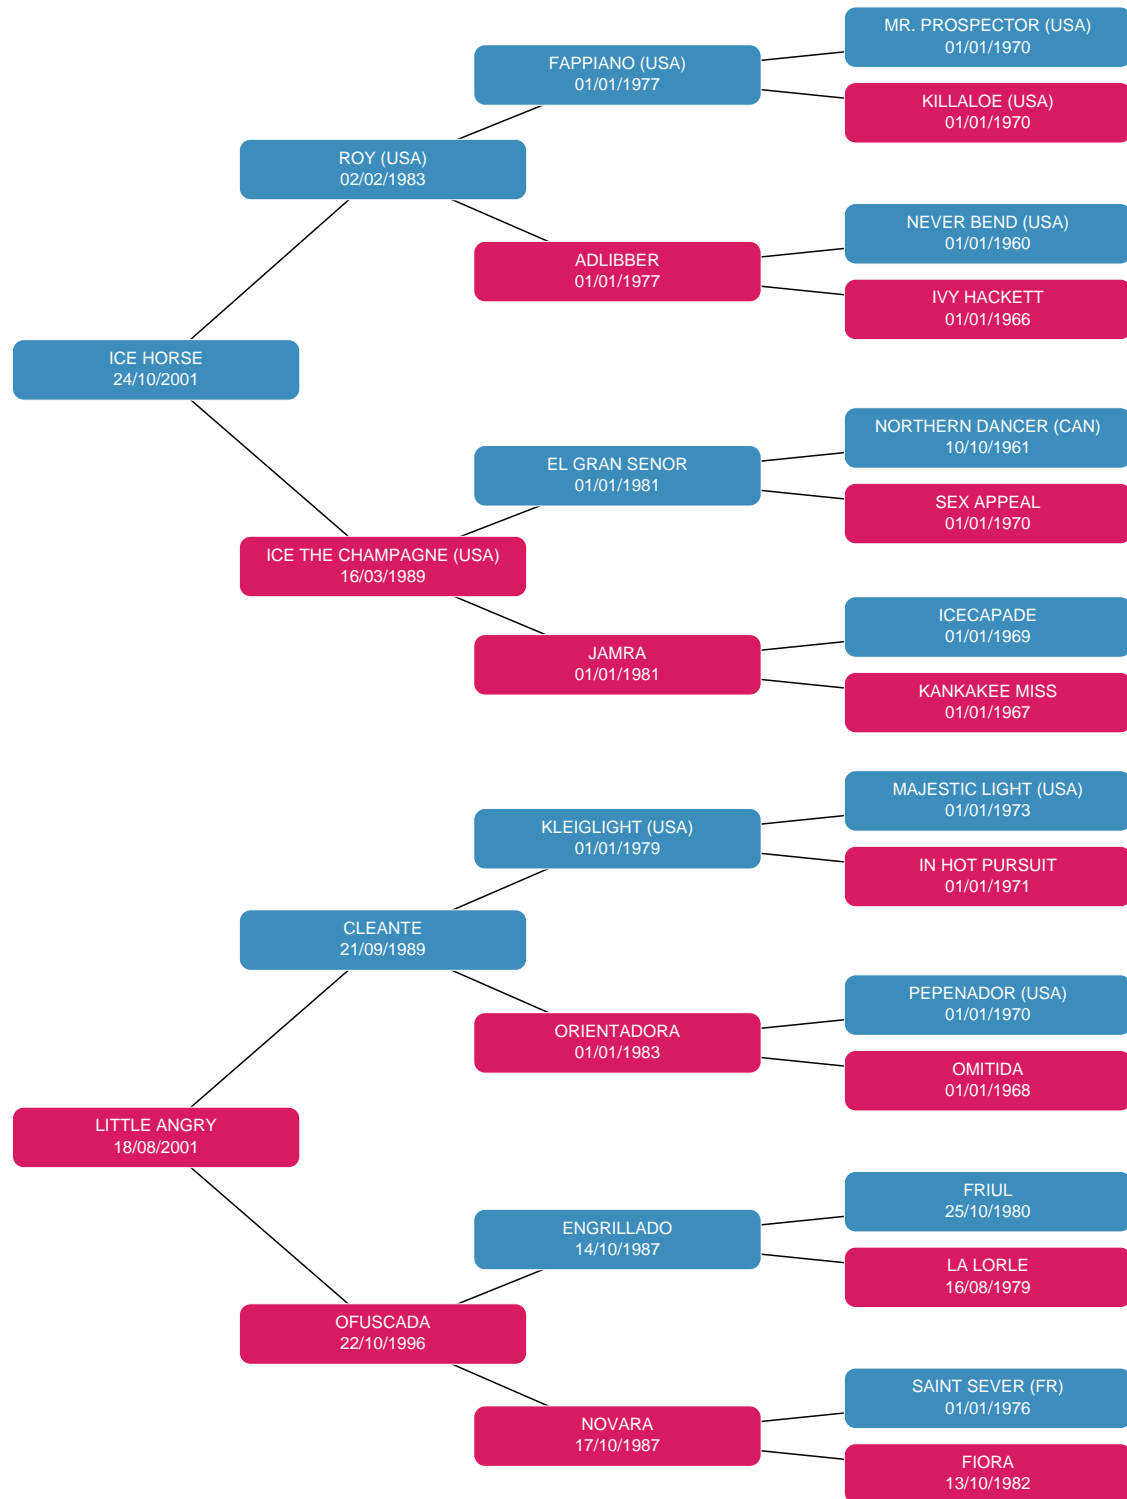 MR. PROSPECTOR (USA)
01/01/1970
FAPPIANO (USA)
01/01/1977
KILLALOE (USA)
01/01/1970
ROY (USA)
02/02/1983
NEVER BEND (USA)
01/01/1960
ADLIBBER
01/01/1977
IVY HACKETT
01/01/1966
ICE HORSE
24/10/2001
NORTHERN DANCER (CAN)
10/10/1961
EL GRAN SENOR
01/01/1981
SEX APPEAL
01/01/1970
ICE THE CHAMPAGNE (USA)
16/03/1989
ICECAPADE
01/01/1969
JAMRA
01/01/1981
KANKAKEE MISS
01/01/1967
MAJESTIC LIGHT (USA)
01/01/1973
KLEIGLIGHT (USA)
01/01/1979
IN HOT PURSUIT
01/01/1971
CLEANTE
21/09/1989
PEPENADOR (USA)
01/01/1970
ORIENTADORA
01/01/1983
OMITIDA
01/01/1968
LITTLE ANGRY
18/08/2001
FRIUL
25/10/1980
ENGRILLADO
14/10/1987
LA LORLE
16/08/1979
OFUSCADA
22/10/1996
SAINT SEVER (FR)
01/01/1976
NOVARA
17/10/1987
FIORA
13/10/1982